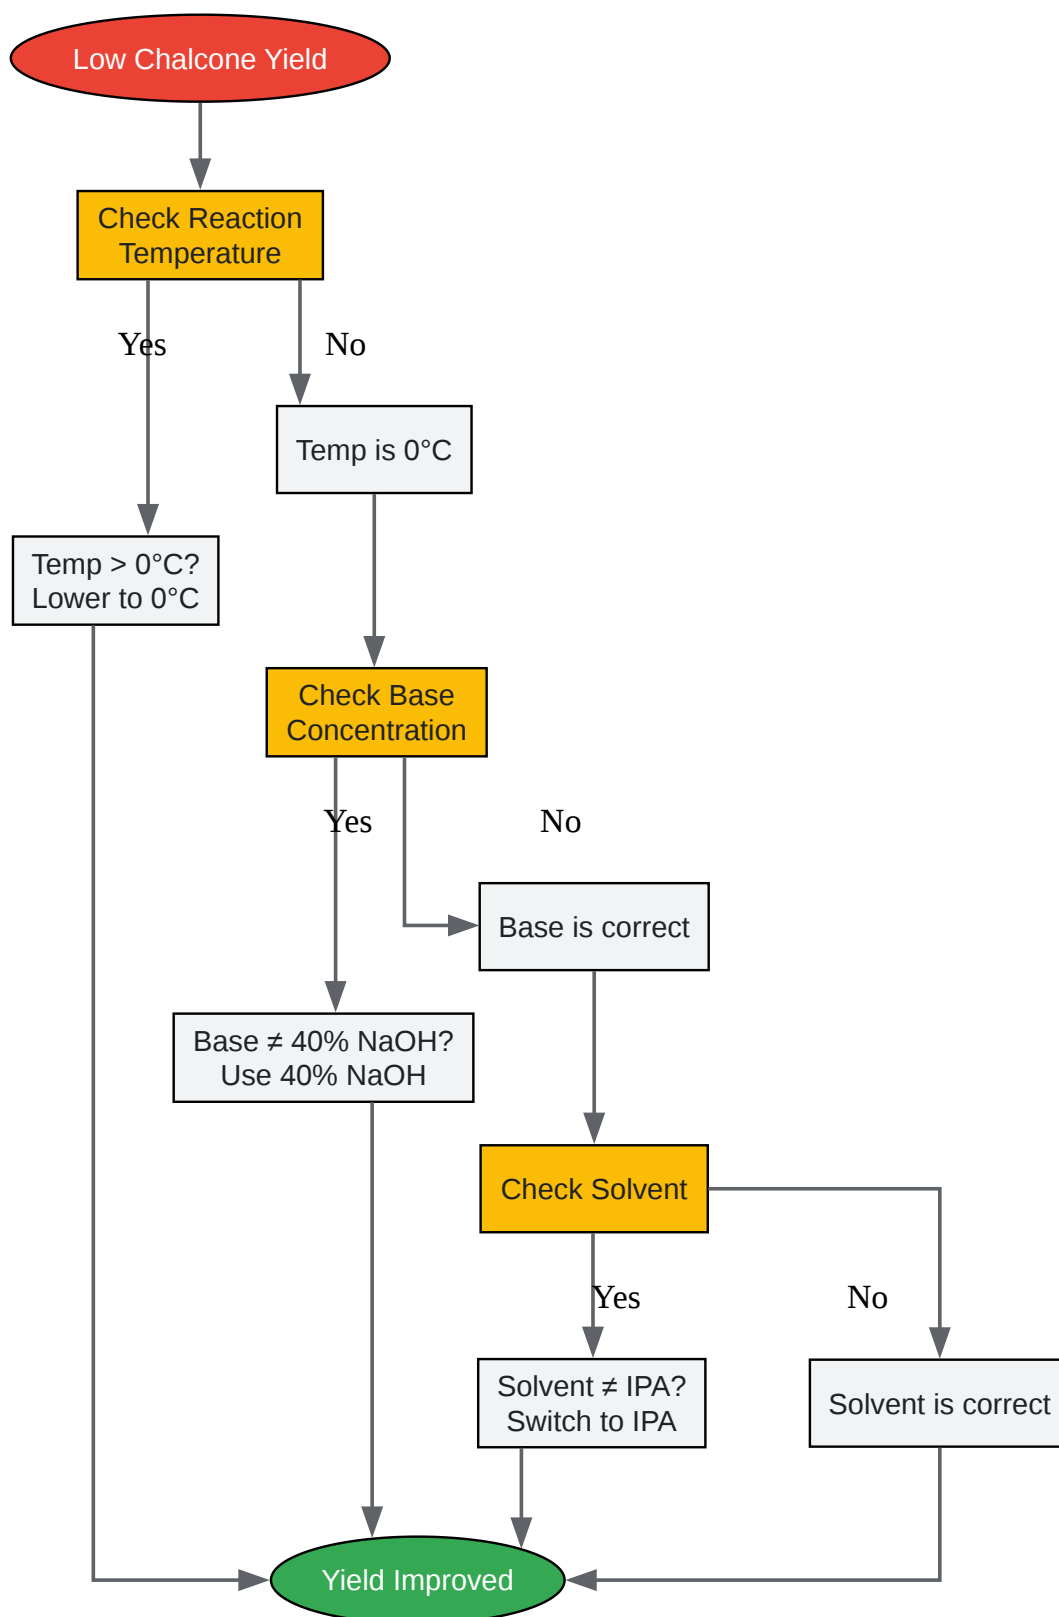 Low Chalcone Yield
Check Reaction
Temperature
Yes
No
Temp is 0°C
Temp > 0°C?
Lower to 0°C
Check Base
Concentration
Yes
No
Base is correct
Base ≠ 40% NaOH?
Use 40% NaOH
Check Solvent
Yes
No
Solvent ≠ IPA?
Switch to IPA
Solvent is correct
Yield Improved